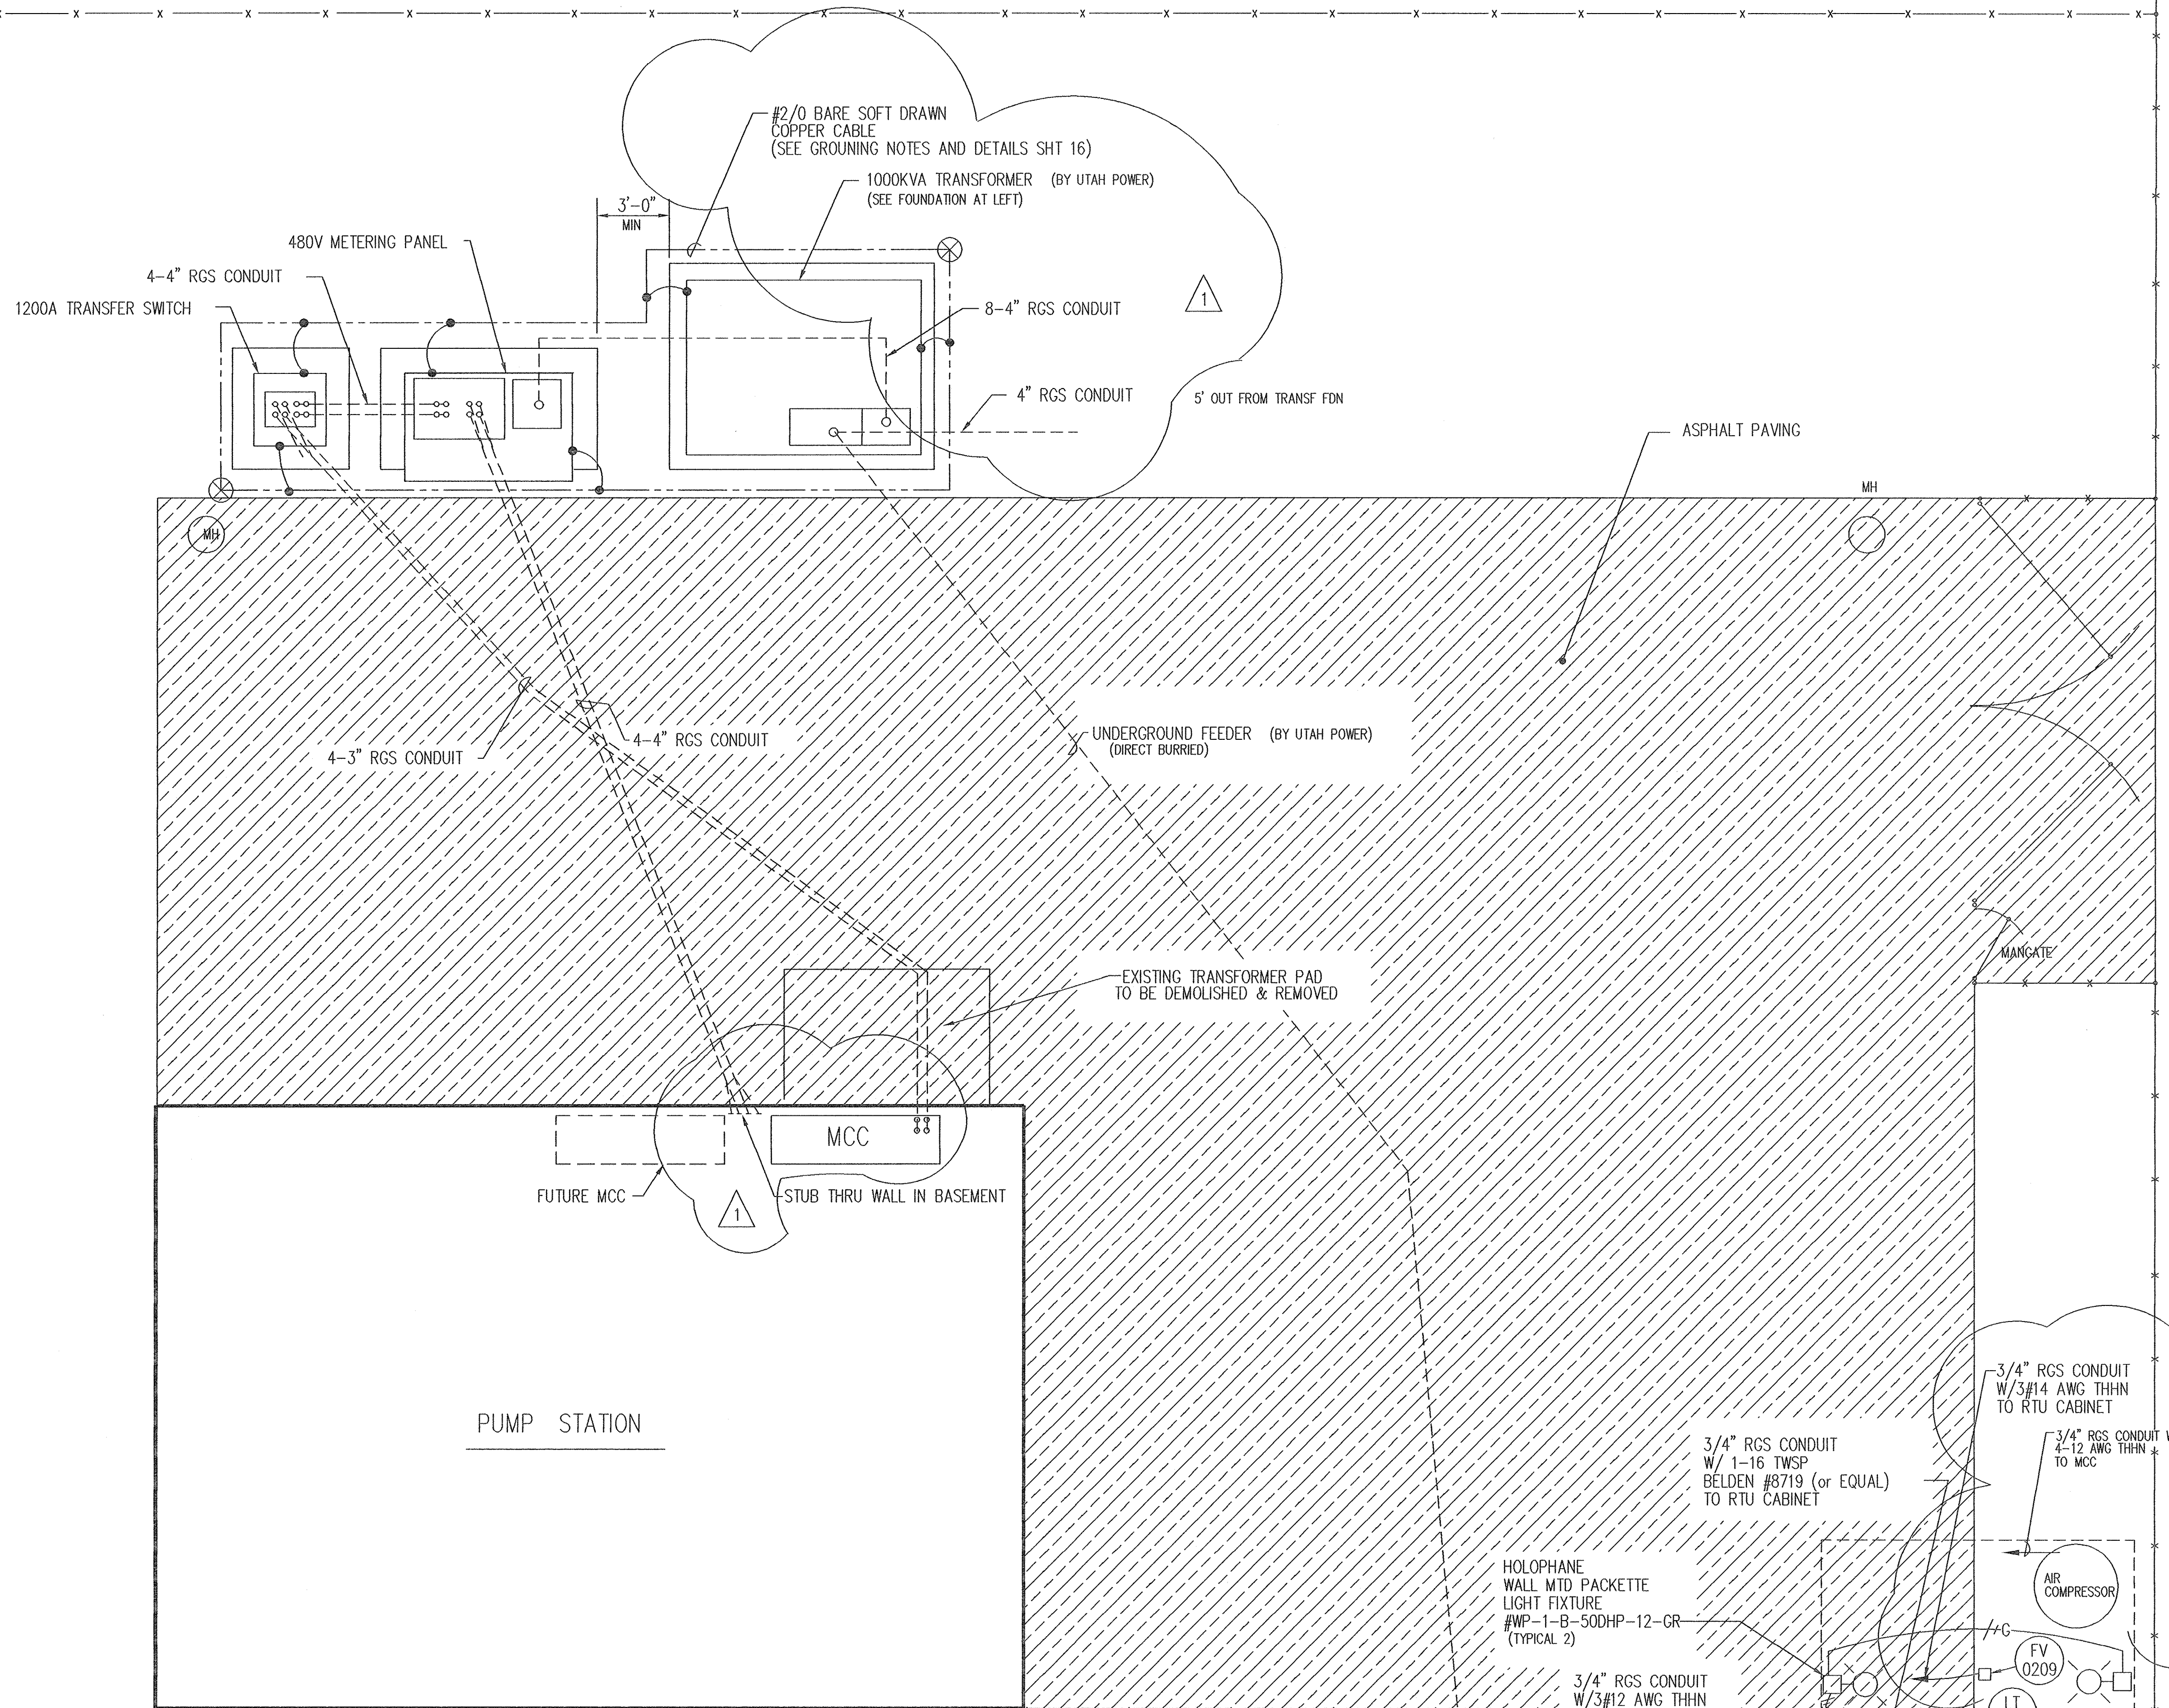 #2/0 BARE SOFT DRAWN
COPPER CABLE
(SEE GROUNING NOTES AND DETAILS SHT 16)
1000KVA TRANSFORMER (BY UTAH POWER)
(SEE FOUNDATION AT LEFT)
3'-0"
MIN
480V METERING PANEL
4-4" RGS CONDUIT
1200A TRANSFER SWITCH
8-4" RGS CONDUIT
1
4" RGS CONDUIT
5' OUT FROM TRANSF FDN
ASPHALT PAVING
MH
MH
4-4" RGS CONDUIT
4-3" RGS CONDUIT
UNDERGROUND FEEDER (BY UTAH POWER)
(DIRECT BURRIED)
MANGATE
EXISTING TRANSFORMER PAD
TO BE DEMOLISHED & REMOVED
MCC
FUTURE MCC
1
STUB THRU WALL IN BASEMENT
PUMP STATION
3/4" RGS CONDUIT
W/3#14 AWG THHN
TO RTU CABINET
3/4" RGS CONDUIT W
4-12 AWG THHN
TO MCC
3/4" RGS CONDUIT
W/ 1-16 TWSP
BELDEN #8719 (or EQUAL)
TO RTU CABINET
HOLOPHANE
WALL MTD PACKETTE
LIGHT FIXTURE
#WP-1-B-50DHP-12-GR
(TYPICAL 2)
AIR
COMPRESSOR
G
FV
0209
LT
3/4" RGS CONDUIT
W/3#12 AWG THHN